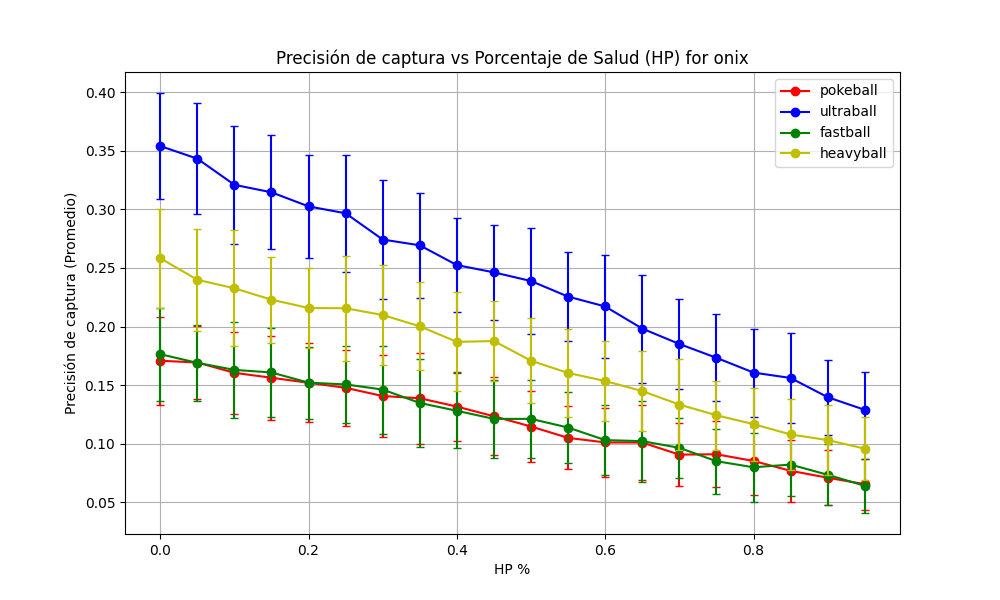 Precisión de captura vs Porcentaje de Salud (HP) for onix
Precisión de captura (Promedio)
0.40
0.35
0.30
0.25
0.20
0.15
0.10
0.05
pokeball
ultraball
fastball
heavyball
0.0 0.2 0.4 0.6 0.8
HP %